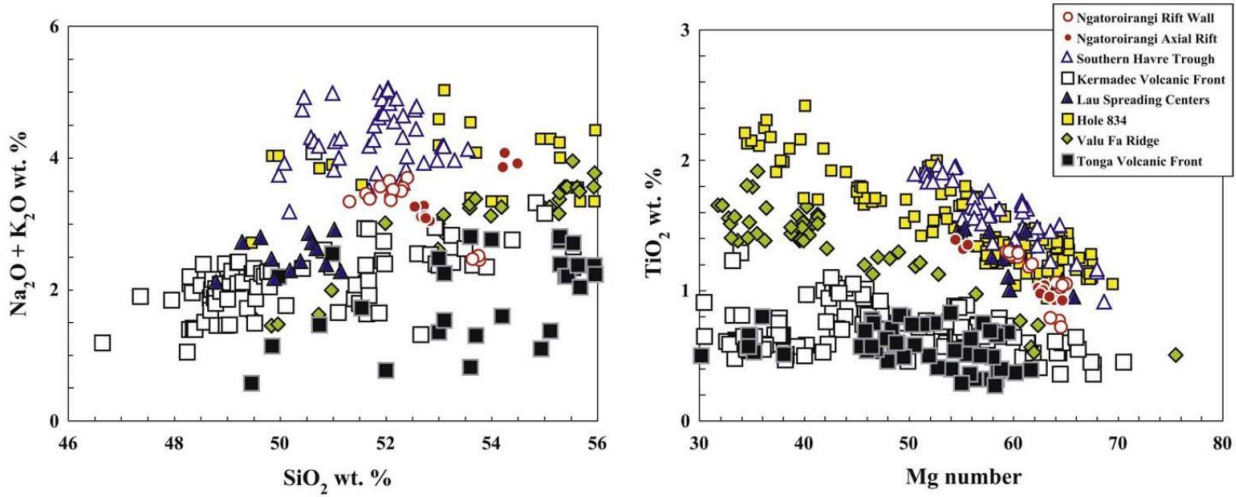 6
4
2
0
46
48
50
52
54
56
Na₂O + K₂O wt. %
SiO₂ wt. %
3
2
1
0
30
40
50
60
70
80
TiO₂ wt. %
Mg number
Ngatoroirangi Rift Wall
Ngatoroirangi Axial Rift
Southern Havre Trough
Kermadec Volcanic Front
Lau Spreading Centers
Hole 834
Valu Fa Ridge
Tonga Volcanic Front